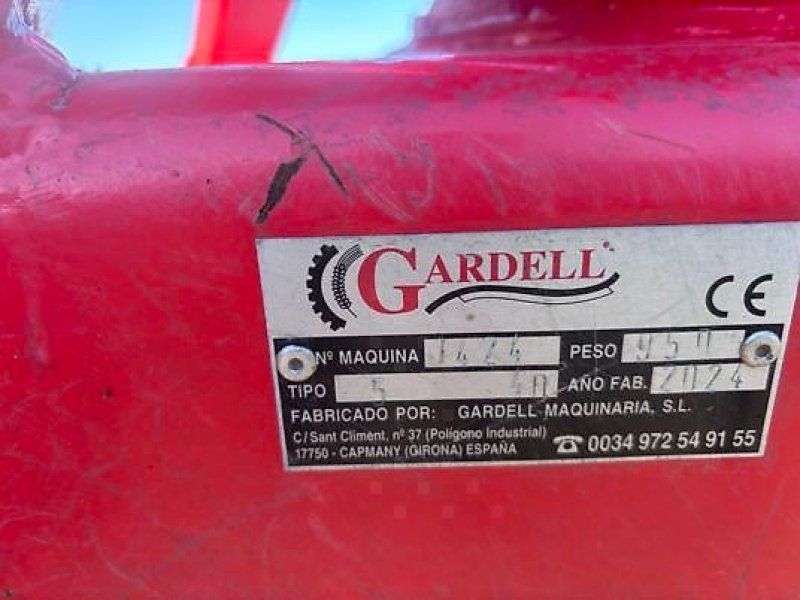 GARDELL
CE
Nº MAQUINA 1424 PESO 950
TIPO 5 40 AÑO FAB. 2024
FABRICADO POR: GARDELL MAQUINARIA, S.L.
C/Sant Climent, nº 37 (Polígono Industrial)
17750 - CAPMANY (GIRONA) ESPAÑA ☎ 0034 972 54 91 55